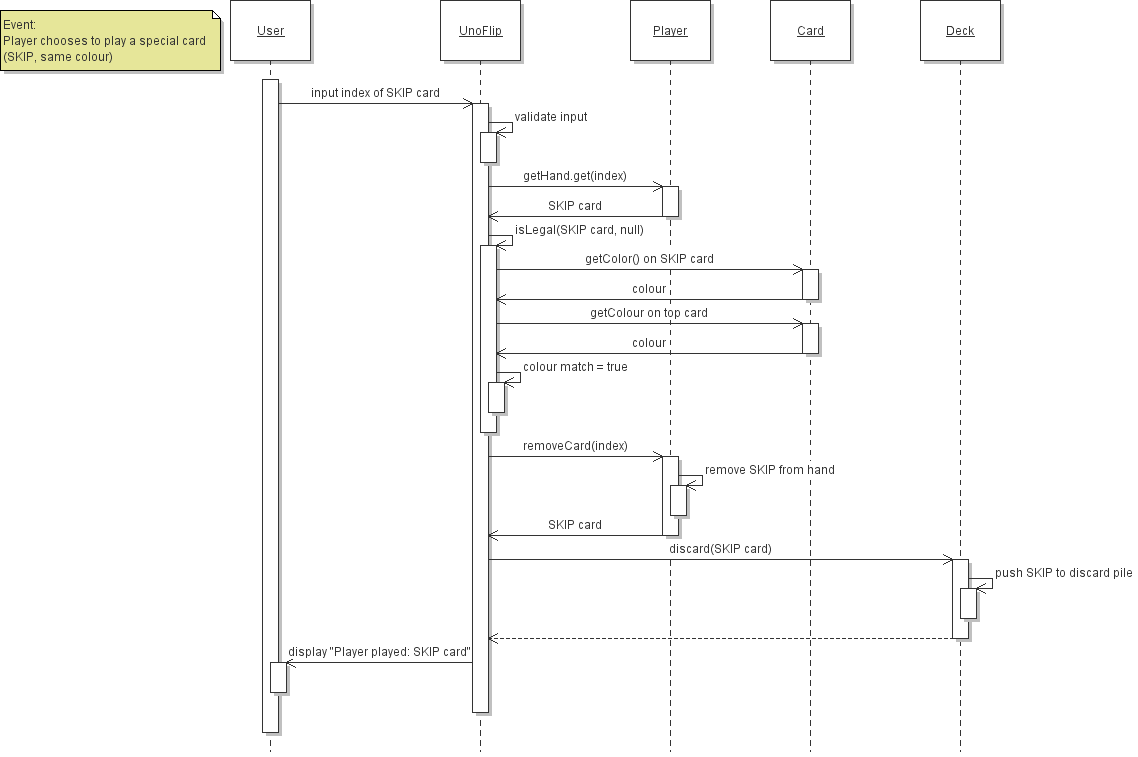 Event:
Player chooses to play a special card
(SKIP, same colour)
User
UnoFlip
Player
Card
Deck
input index of SKIP card
validate input
getHand.get(index)
SKIP card
isLegal(SKIP card, null)
getColor() on SKIP card
colour
getColour on top card
colour
colour match = true
removeCard(index)
remove SKIP from hand
SKIP card
discard(SKIP card)
push SKIP to discard pile
display "Player played: SKIP card"